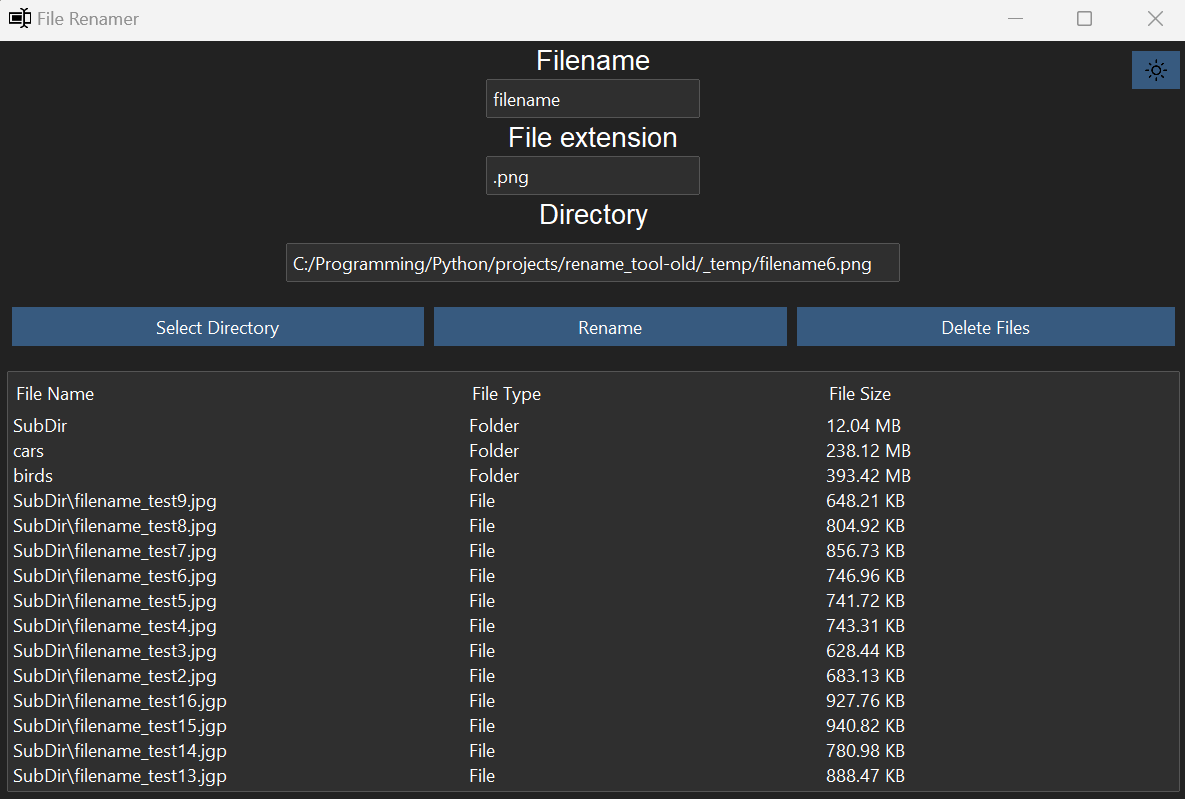 File Renamer
Filename
filename
File extension
.png
Directory
C:/Programming/Python/projects/rename_tool-old/_temp/filename6.png
Select Directory Rename Delete Files
File Name File Type File Size
SubDir Folder 12.04 MB
cars Folder 238.12 MB
birds Folder 393.42 MB
SubDir\filename_test9.jpg File 648.21 KB
SubDir\filename_test8.jpg File 804.92 KB
SubDir\filename_test7.jpg File 856.73 KB
SubDir\filename_test6.jpg File 746.96 KB
SubDir\filename_test5.jpg File 741.72 KB
SubDir\filename_test4.jpg File 743.31 KB
SubDir\filename_test3.jpg File 628.44 KB
SubDir\filename_test2.jpg File 683.13 KB
SubDir\filename_test16.jgp File 927.76 KB
SubDir\filename_test15.jgp File 940.82 KB
SubDir\filename_test14.jgp File 780.98 KB
SubDir\filename_test13.jgp File 888.47 KB